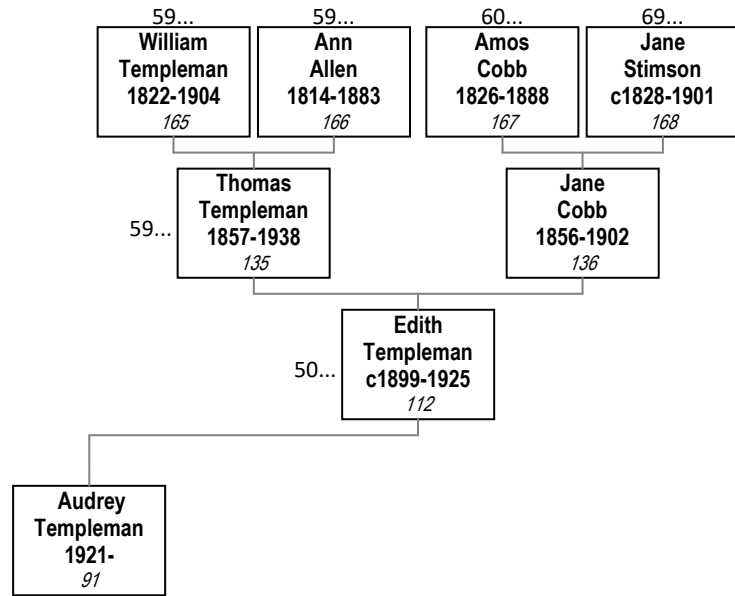 59...
59...
60...
69...
William
Templeman
1822-1904
165
Ann
Allen
1814-1883
166
Amos
Cobb
1826-1888
167
Jane
Stimson
c1828-1901
168
59...
Thomas
Templeman
1857-1938
135
Jane
Cobb
1856-1902
136
50...
Edith
Templeman
c1899-1925
112
Audrey
Templeman
1921-
91